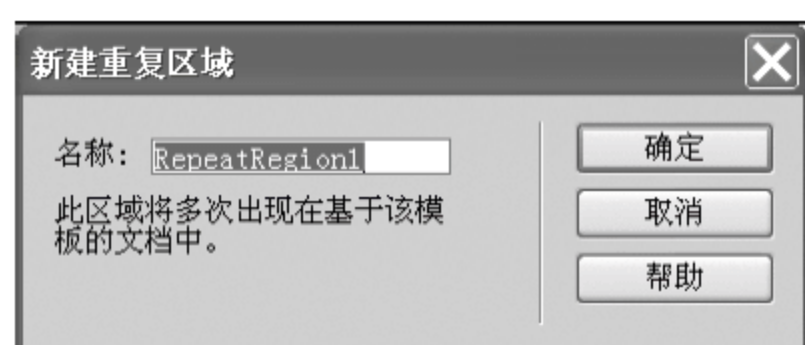 新建重复区域
名称: RepeatRegion1
确定
此区域将多次出现在基于该模
板的文档中。
取消
帮助